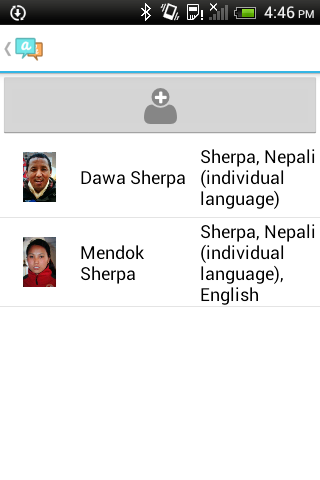 4:46 PM
a
Dawa Sherpa
Sherpa, Nepali
(individual
language)
Mendok
Sherpa
Sherpa, Nepali
(individual
language),
English